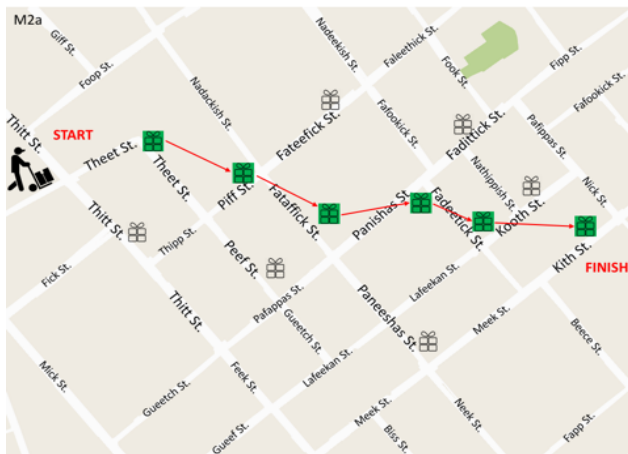 M2a
Giff St.
Foop St.
Nadackish St.
Nadeekish St.
Faleethick St.
Fook St.
Fipp St.
Fafookick St.
Pafippas St.
Fafookick St.
Thitt St.
START
Theet St.
Theet St.
Fateefick St.
Fadittick St.
Nathippish St.
Nick St.
Piff St.
Fataffick St.
Panishas St.
Fadeetick St.
Kooth St.
Kith St.
FINISH
Thitt St.
Thipp St.
Peef St.
Fick St.
Thitt St.
Pafappas St.
Gueetch St.
Paneeshas St.
Lafeekan St.
Meek St.
Beece St.
Mick St.
Feek St.
Lafeekan St.
Gueetch St.
Gueef St.
Meek St.
Biss St.
Neek St.
Fapp St.